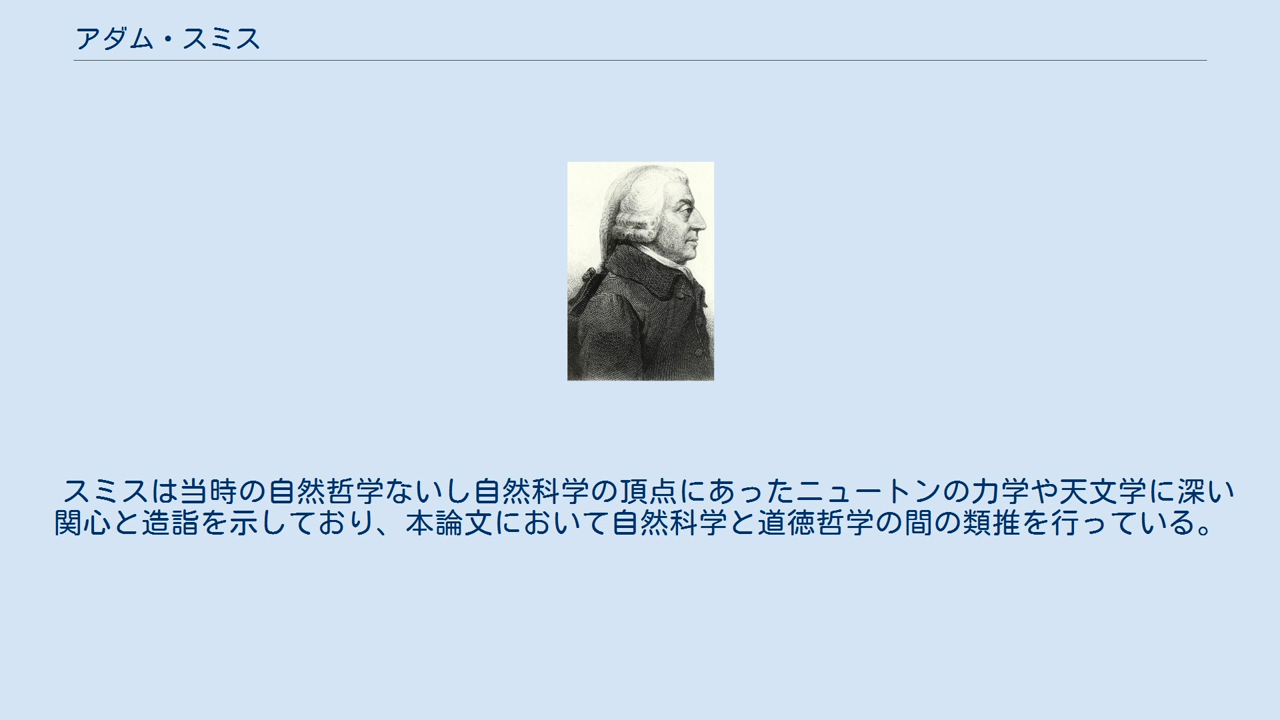 アダム・スミス
スミスは当時の自然哲学ないし自然科学の頂点にあったニュートンの力学や天文学に深い
関心と造詣を示しており、本論文において自然科学と道徳哲学の間の類推を行っている。